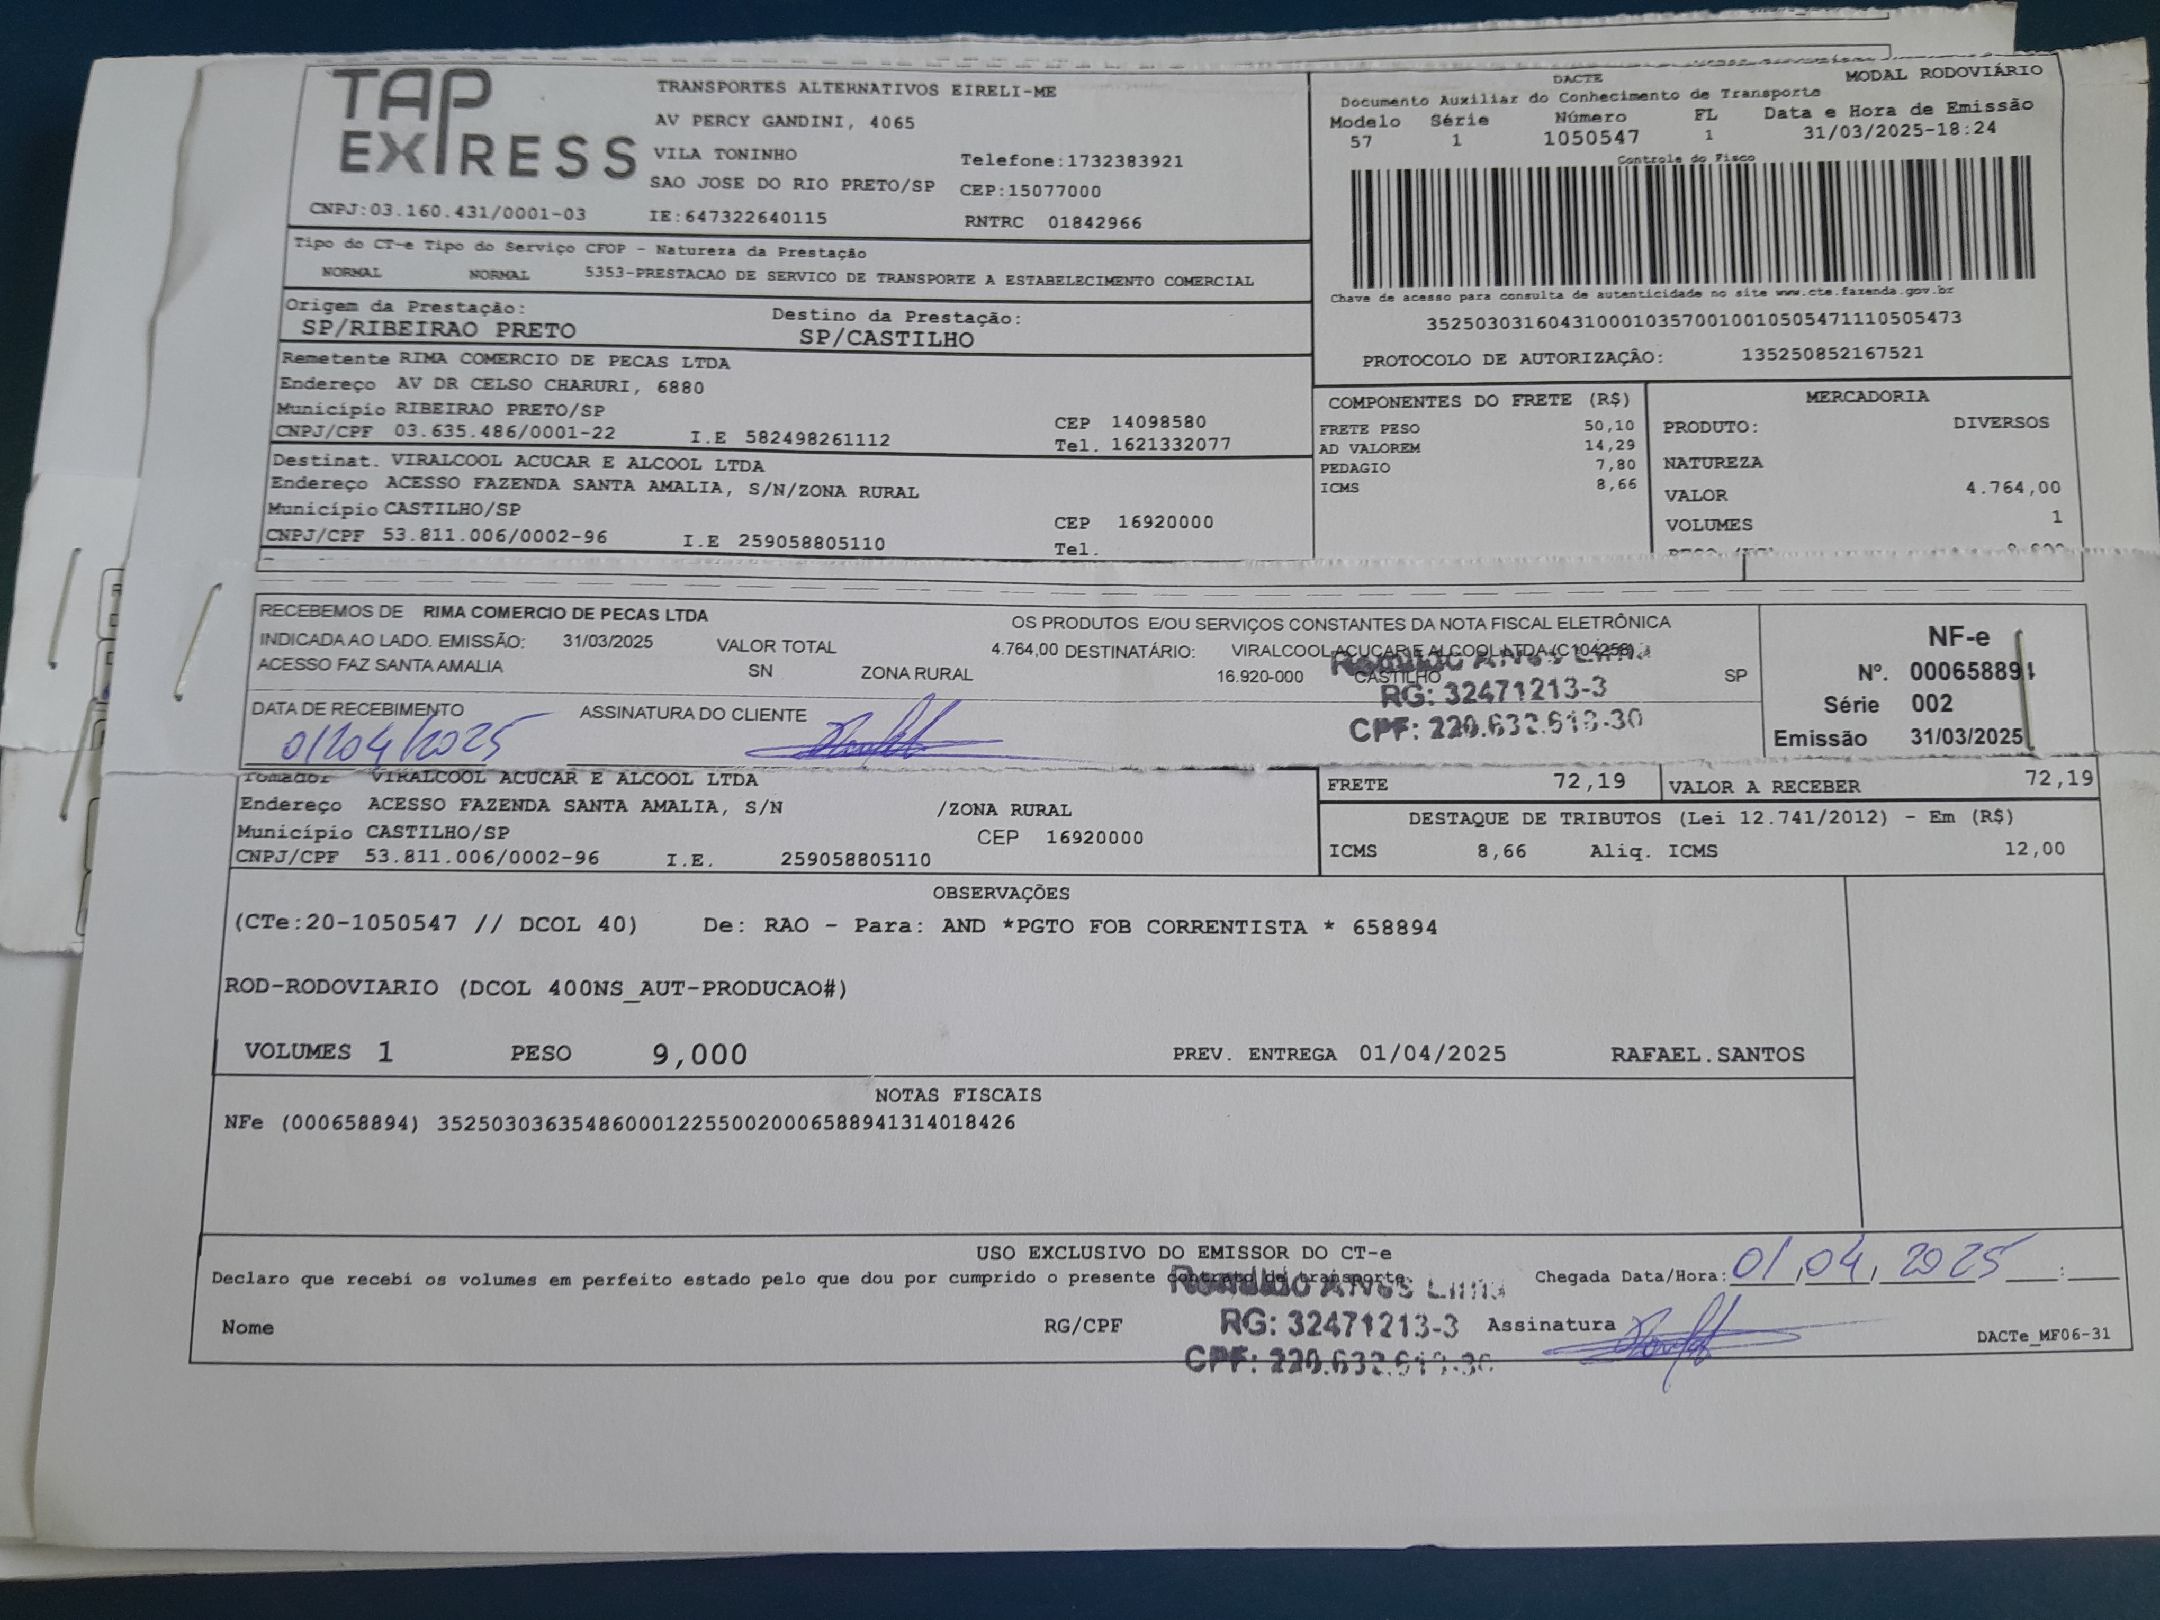 TAP
EXPRESS
TRANSPORTES ALTERNATIVOS EIRELI-ME
AV PERCY GANDINI, 4065
VILA TONINHO Telefone:1732383921
SAO JOSE DO RIO PRETO/SP CEP:15077000
CNPJ:03.160.431/0001-03 IE:647322640115 RNTRC 01842966
DACTE MODAL RODOVIÁRIO
Documento Auxiliar do Conhecimento de Transporte
Modelo Série Número FL Data e Hora de Emissão
57 1 1050547 1 31/03/2025-18:24
Controle do Fisco
Chave de acesso para consulta de autenticidade no site www.cte.fazenda.gov.br
35250303160431000103570010010505471110505473
PROTOCOLO DE AUTORIZAÇÃO: 135250852167521
Tipo do CT-e Tipo do Serviço CFOP - Natureza da Prestação
NORMAL NORMAL 5353-PRESTACAO DE SERVICO DE TRANSPORTE A ESTABELECIMENTO COMERCIAL
Origem da Prestação: Destino da Prestação:
SP/RIBEIRAO PRETO SP/CASTILHO
Remetente RIMA COMERCIO DE PECAS LTDA
Endereço AV DR CELSO CHARURI, 6880
Município RIBEIRAO PRETO/SP CEP 14098580
CNPJ/CPF 03.635.486/0001-22 I.E 582498261112 Tel. 1621332077
Destinat. VIRALCOOL ACUCAR E ALCOOL LTDA
Endereço ACESSO FAZENDA SANTA AMALIA, S/N/ZONA RURAL
Município CASTILHO/SP CEP 16920000
CNPJ/CPF 53.811.006/0002-96 I.E 259058805110 Tel.
COMPONENTES DO FRETE (R$)
FRETE PESO 50,10
AD VALOREM 14,29
PEDAGIO 7,80
ICMS 8,66
MERCADORIA
PRODUTO: DIVERSOS
NATUREZA
VALOR 4.764,00
VOLUMES 1
RECEBEMOS DE RIMA COMERCIO DE PECAS LTDA OS PRODUTOS E/OU SERVIÇOS CONSTANTES DA NOTA FISCAL ELETRÔNICA
INDICADA AO LADO. EMISSÃO: 31/03/2025 VALOR TOTAL 4.764,00 DESTINATÁRIO: VIRALCOOL ACUCAR E ALCOOL LTDA (C104258)
ACESSO FAZ SANTA AMALIA SN ZONA RURAL 16.920-000 CASTILHO SP
RG: 32471213-3
DATA DE RECEBIMENTO ASSINATURA DO CLIENTE
01/04/2025
NF-e
Nº. 000658894
Série 002
Emissão 31/03/2025
Tomador VIRALCOOL ACUCAR E ALCOOL LTDA
Endereço ACESSO FAZENDA SANTA AMALIA, S/N /ZONA RURAL
Município CASTILHO/SP CEP 16920000
CNPJ/CPF 53.811.006/0002-96 I.E. 259058805110
FRETE 72,19 VALOR A RECEBER 72,19
DESTAQUE DE TRIBUTOS (Lei 12.741/2012) - Em (R$)
ICMS 8,66 Aliq. ICMS 12,00
OBSERVAÇÕES
(CTe:20-1050547 // DCOL 40) De: RAO - Para: AND *PGTO FOB CORRENTISTA * 658894
ROD-RODOVIARIO (DCOL 400NS_AUT-PRODUCAO#)
VOLUMES 1 PESO 9,000 PREV. ENTREGA 01/04/2025 RAFAEL.SANTOS
NOTAS FISCAIS
NFe (000658894) 35250303635486000122550020006588941314018426
USO EXCLUSIVO DO EMISSOR DO CT-e
Declaro que recebi os volumes em perfeito estado pelo que dou por cumprido o presente contrato de transporte. Chegada Data/Hora: 01,04,2025
Nome RG/CPF RG: 32471213-3 Assinatura
DACTe_MF06-31